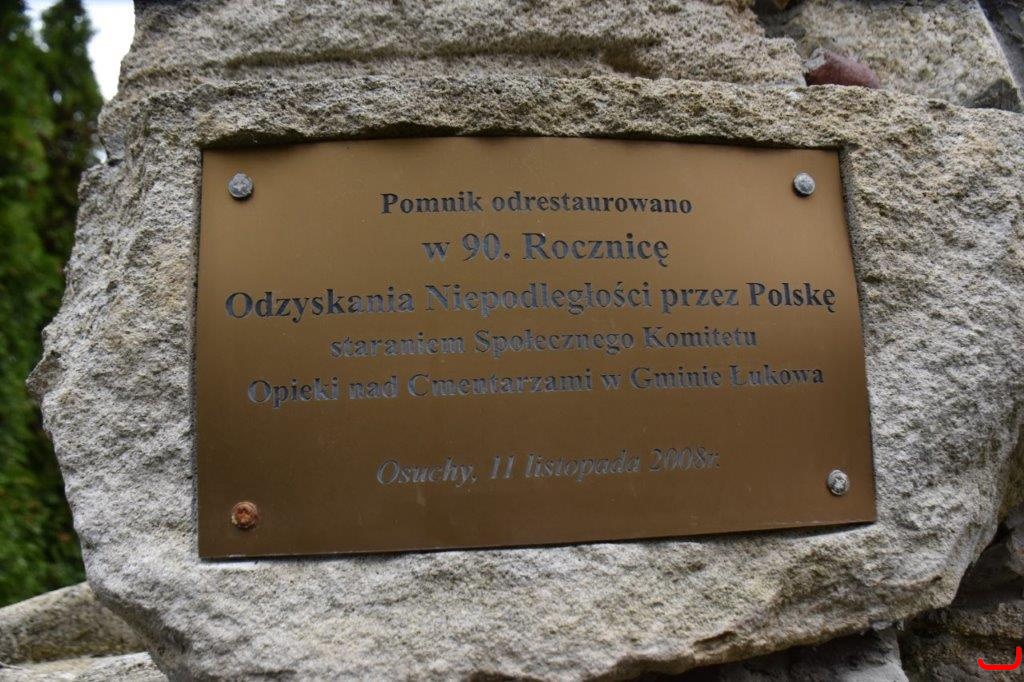 Pomnik odrestaurowano
w 90. Rocznicę
Odzyskania Niepodległości przez Polskę
staraniem Społecznego Komitetu
Opieki nad Cmentarzami w Gminie Łukowa
Osuchy, 11 listopada 2008r.